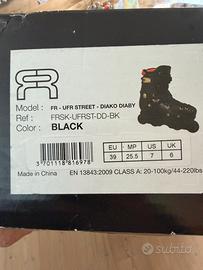 FR
Model : FR - UFR STREET - DIAKO DIABY
Ref : FRSK-UFRST-DD-BK
Color : BLACK
EU MP US UK
39 25.5 7 6
3 701118 816978
Made in China
EN 13843:2009 CLASS A: 20-100kg/44-220lbs
subito